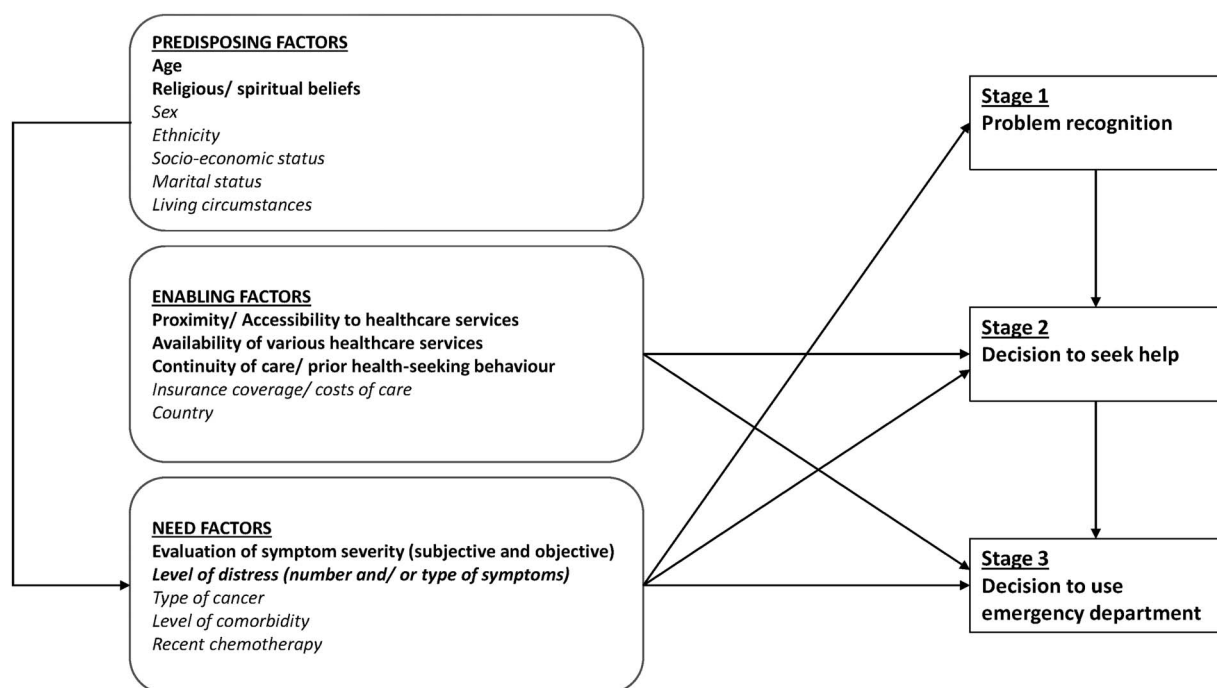 PREDISPOSING FACTORS
Age
Religious/ spiritual beliefs
Sex
Ethnicity
Socio-economic status
Marital status
Living circumstances
ENABLING FACTORS
Proximity/ Accessibility to healthcare services
Availability of various healthcare services
Continuity of care/ prior health-seeking behaviour
Insurance coverage/ costs of care
Country
NEED FACTORS
Evaluation of symptom severity (subjective and objective)
Level of distress (number and/ or type of symptoms)
Type of cancer
Level of comorbidity
Recent chemotherapy
Stage 1
Problem recognition
Stage 2
Decision to seek help
Stage 3
Decision to use
emergency department